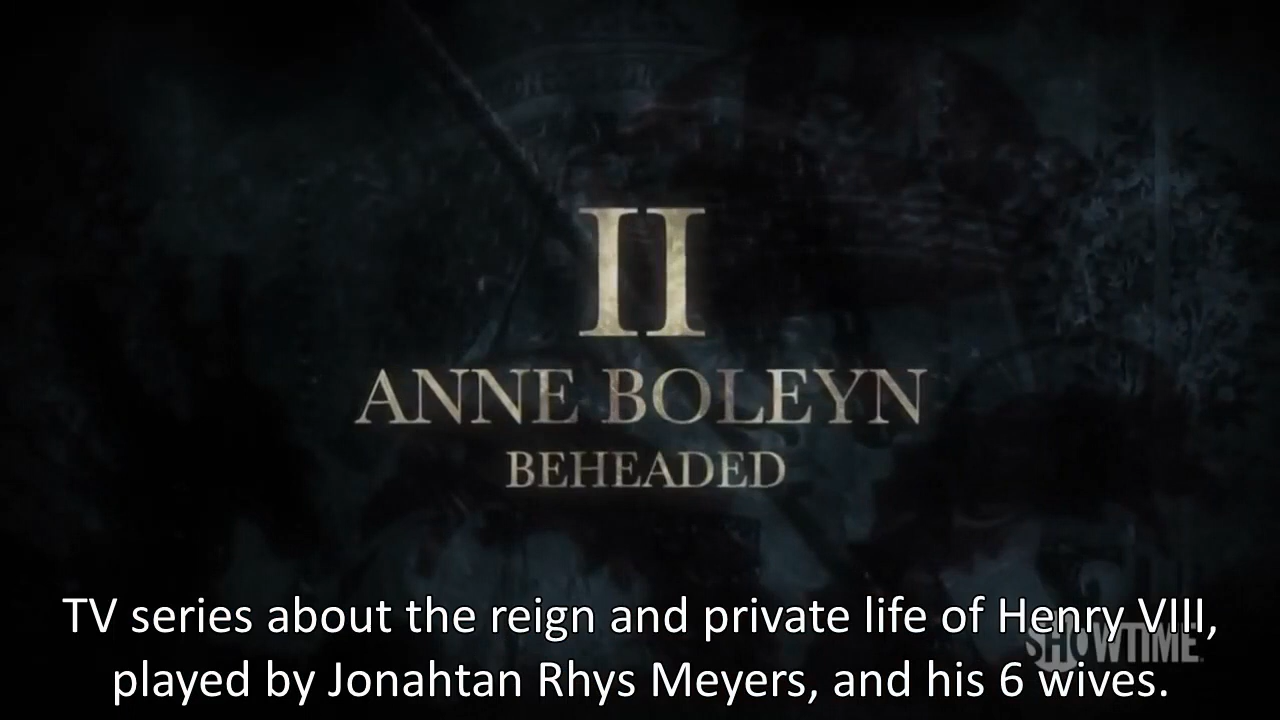 II
ANNE BOLEYN
BEHEADED
TV series about the reign and private life of Henry VIII,
SHOWTIME
played by Jonahtan Rhys Meyers, and his 6 wives.